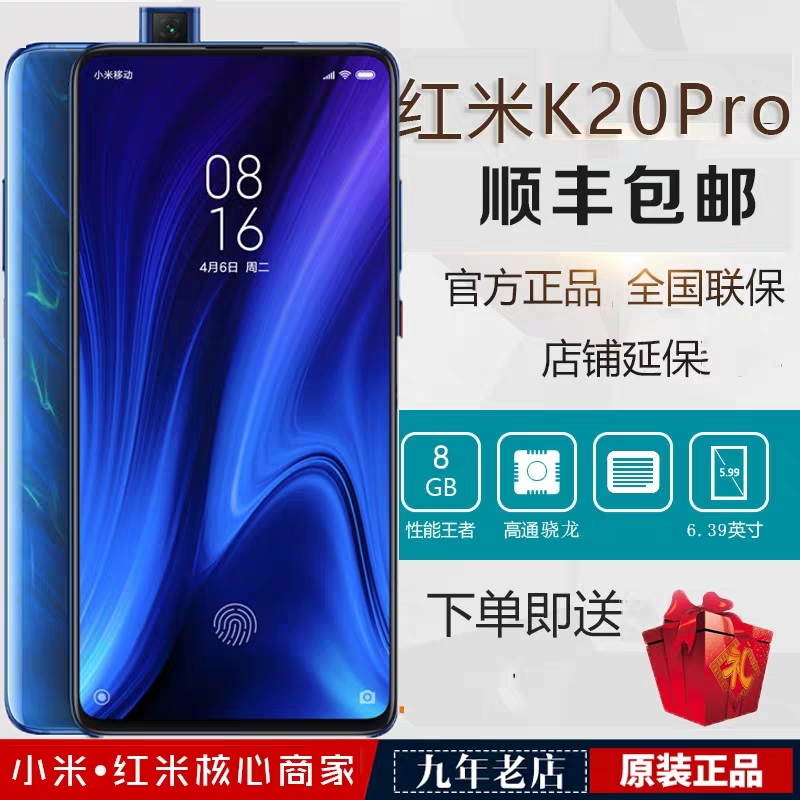 小米移动
08
16
4月6日 周二
红米K20Pro
顺丰包邮
官方正品 全国联保
店铺延保
8
GB
5.99
性能王者
高通骁龙
6.39英寸
下单即送
礼
小米•红米核心商家
九年老店
原装正品